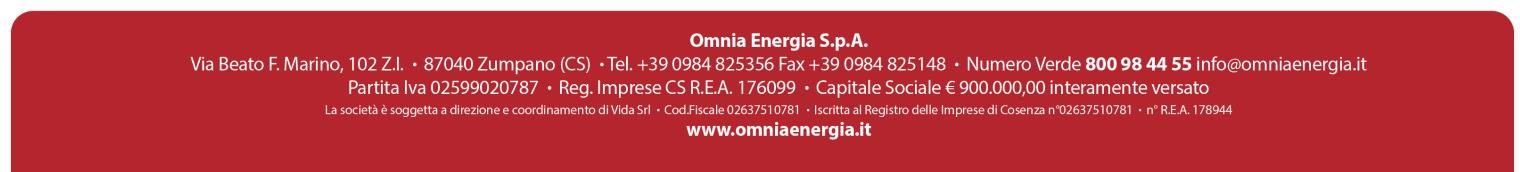 Omnia Energia S.p.A.
Via Beato F. Marino, 102 Z.I. • 87040 Zumpano (CS) • Tel. +39 0984 825356 Fax +39 0984 825148 • Numero Verde 800 98 44 55 info@omniaenergia.it
Partita Iva 02599020787 • Reg. Imprese CS R.E.A. 176099 • Capitale Sociale € 900.000,00 interamente versato
La società è soggetta a direzione e coordinamento di Vida Srl • Cod.Fiscale 02637510781 • Iscritta al Registro delle Imprese di Cosenza n°02637510781 • n° R.E.A. 178944
www.omniaenergia.it